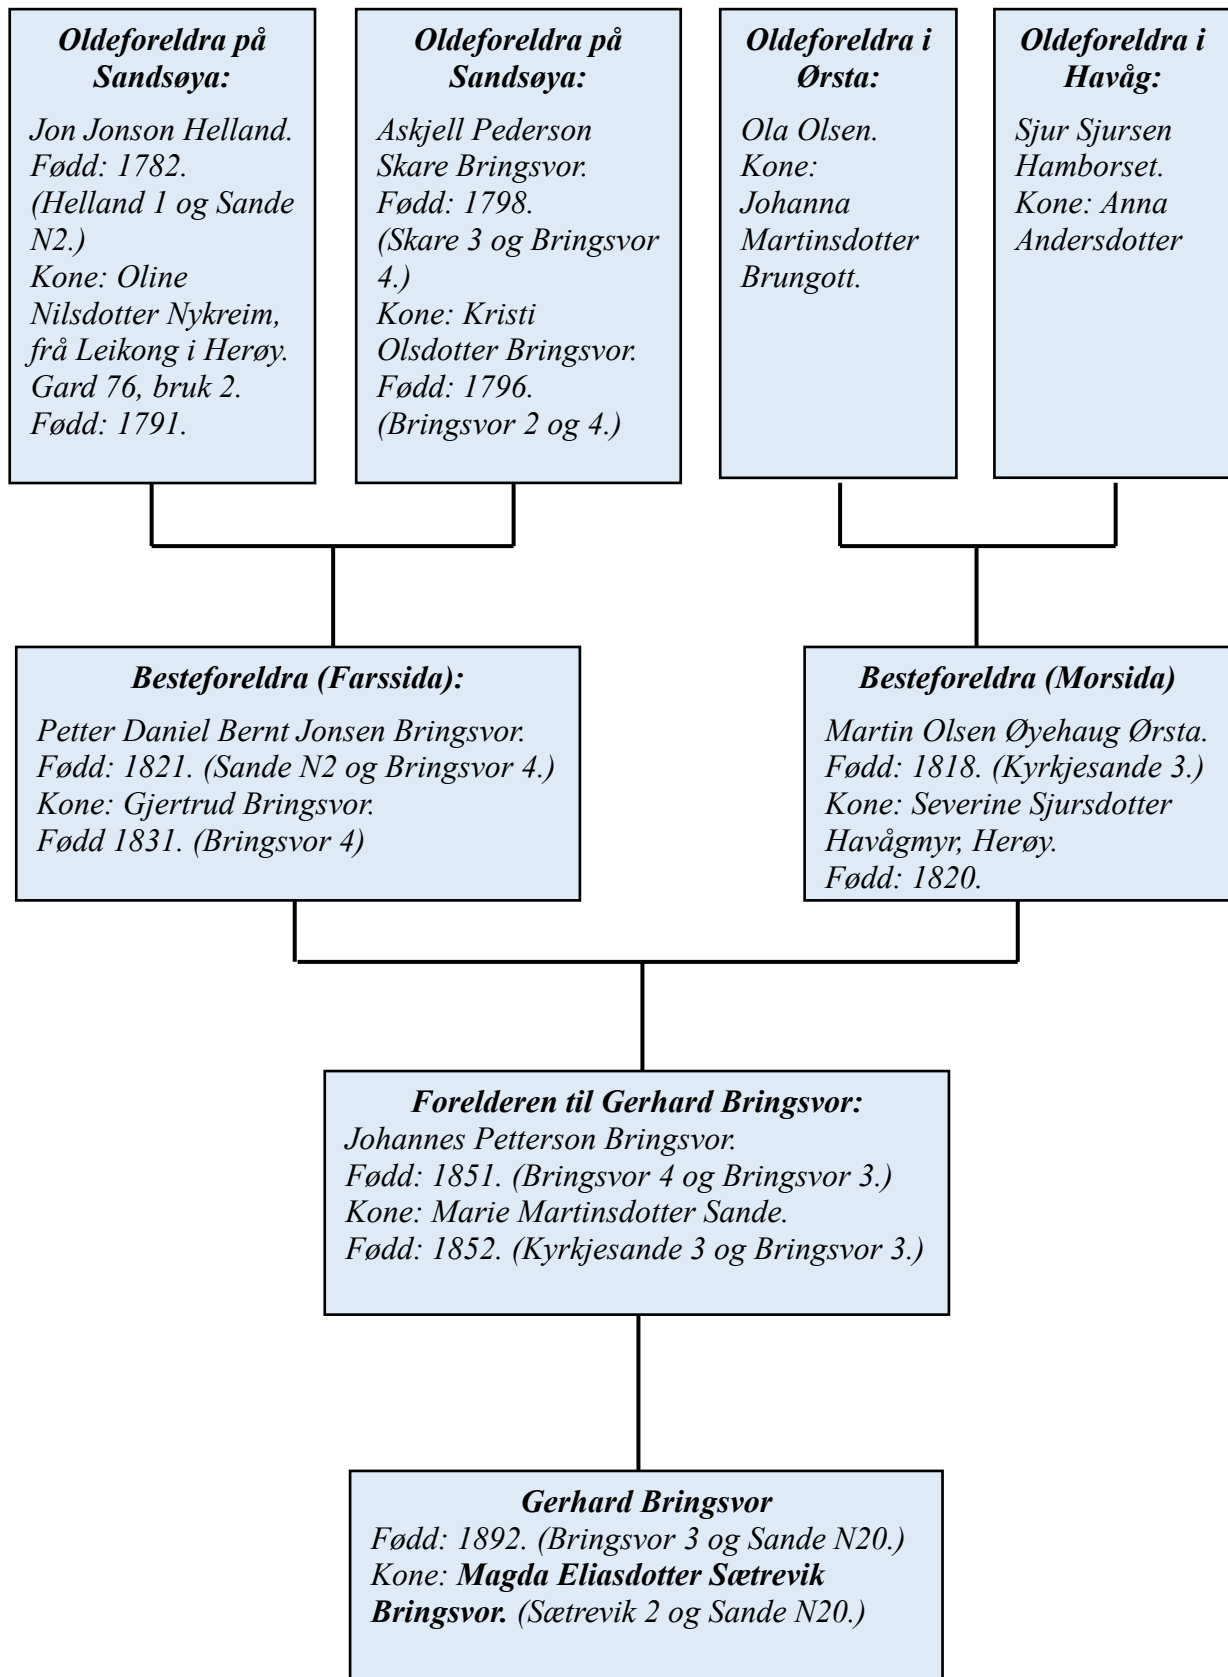 Oldeforeldra på
Sandsøya:
Jon Jonson Helland.
Fødd: 1782.
(Helland 1 og Sande
N2.)
Kone: Oline
Nilsdotter Nykreim,
frå Leikong i Herøy.
Gard 76, bruk 2.
Fødd: 1791.
Oldeforeldra på
Sandsøya:
Askjell Pederson
Skare Bringsvor.
Fødd: 1798.
(Skare 3 og Bringsvor
4.)
Kone: Kristi
Olsdotter Bringsvor.
Fødd: 1796.
(Bringsvor 2 og 4.)
Oldeforeldra i
Ørsta:
Ola Olsen.
Kone:
Johanna
Martinsdotter
Brungott.
Oldeforeldra i
Havåg:
Sjur Sjursen
Hamborset.
Kone: Anna
Andersdotter
Besteforeldra (Farssida):
Petter Daniel Bernt Jonsen Bringsvor.
Fødd: 1821. (Sande N2 og Bringsvor 4.)
Kone: Gjertrud Bringsvor.
Født 1831. (Bringsvor 4)
Besteforeldra (Morsida)
Martin Olsen Øyehaug Ørsta.
Fødd: 1818. (Kyrkjesande 3.)
Kone: Severine Sjursdotter
Havågmyr, Herøy.
Fødd: 1820.
Forelderen til Gerhard Bringsvor:
Johannes Petterson Bringsvor.
Fødd: 1851. (Bringsvor 4 og Bringsvor 3.)
Kone: Marie Martinsdotter Sande.
Fødd: 1852. (Kyrkjesande 3 og Bringsvor 3.)
Gerhard Bringsvor
Fødd: 1892. (Bringsvor 3 og Sande N20.)
Kone: Magda Eliasdotter Sætrevik
Bringsvor. (Sætrevik 2 og Sande N20.)